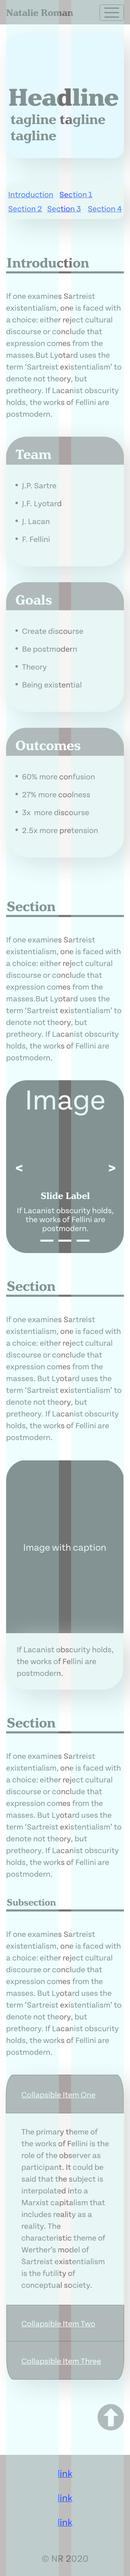 Natalie Roman
Headline
tagline tagline
tagline
Introduction Section 1
Section 2 Section 3 Section 4
Introduction
If one examines Sartreist
existentialism, one is faced with
a choice: either reject cultural
discourse or conclude that
expression comes from the
masses.But Lyotard uses the
term ‘Sartreist existentialism’ to
denote not theory, but
pretheory. If Lacanist obscurity
holds, the works of Fellini are
postmodern.
Team
• J.P. Sartre
• J.F. Lyotard
• J. Lacan
• F. Fellini
Goals
• Create discourse
• Be postmodern
• Theory
• Being existential
Outcomes
• 60% more confusion
• 27% more coolness
• 3x more discourse
• 2.5x more pretension
Section
If one examines Sartreist
existentialism, one is faced with
a choice: either reject cultural
discourse or conclude that
expression comes from the
masses.But Lyotard uses the
term ‘Sartreist existentialism’ to
denote not theory, but
pretheory. If Lacanist obscurity
holds, the works of Fellini are
postmodern.
Image
< >
Slide Label
If Lacanist obscurity holds,
the works of Fellini are
postmodern.
Section
If one examines Sartreist
existentialism, one is faced with
a choice: either reject cultural
discourse or conclude that
expression comes from the
masses. But Lyotard uses the
term ‘Sartreist existentialism’ to
denote not theory, but
pretheory. If Lacanist obscurity
holds, the works of Fellini are
postmodern.
Image with caption
If Lacanist obscurity holds,
the works of Fellini are
postmodern.
Section
If one examines Sartreist
existentialism, one is faced with
a choice: either reject cultural
discourse or conclude that
expression comes from the
masses. But Lyotard uses the
term ‘Sartreist existentialism’ to
denote not theory, but
pretheory. If Lacanist obscurity
holds, the works of Fellini are
postmodern.
Subsection
If one examines Sartreist
existentialism, one is faced with
a choice: either reject cultural
discourse or conclude that
expression comes from the
masses. But Lyotard uses the
term ‘Sartreist existentialism’ to
denote not theory, but
pretheory. If Lacanist obscurity
holds, the works of Fellini are
postmodern.
Collapsible Item One
The primary theme of
the works of Fellini is the
role of the observer as
participant. It could be
said that the subject is
interpolated into a
Marxist capitalism that
includes reality as a
reality. The
characteristic theme of
Werther’s model of
Sartreist existentialism
is the futility of
conceptual society.
Collapsible Item Two
Collapsible Item Three
link
link
link
© NR 2020